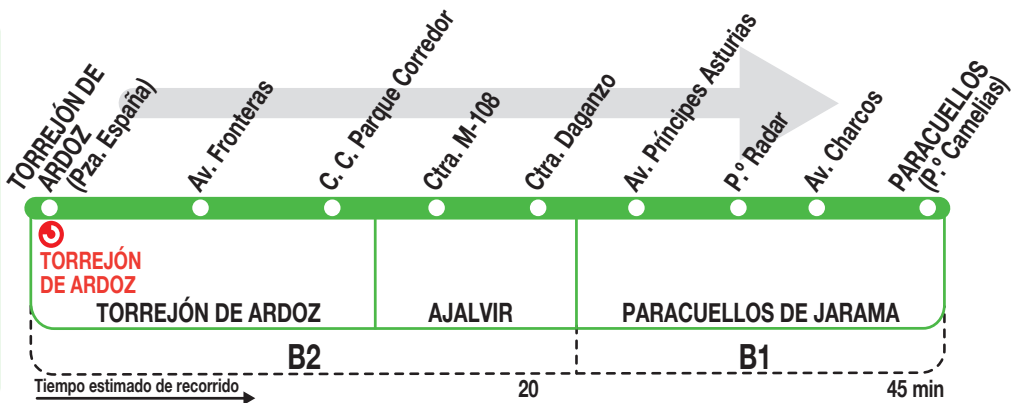 TORREJÓN DE
ARDOZ
(Pza. España)
Av. Fronteras
C. C. Parque Corredor
Ctra. M-108
Ctra. Daganzo
Av. Príncipes Asturias
P.º Radar
Av. Charcos
PARACUELLOS
(P.º Camelias)
TORREJÓN
DE ARDOZ
TORREJÓN DE ARDOZ
AJALVIR
PARACUELLOS DE JARAMA
B2
B1
Tiempo estimado de recorrido
20
45 min